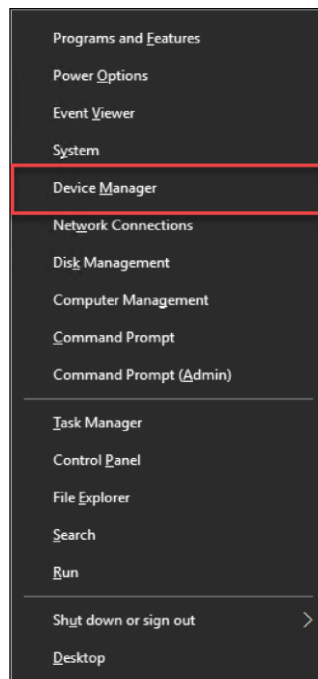 Programs and Features
Power Options
Event Viewer
System
Device Manager
Network Connections
Disk Management
Computer Management
Command Prompt
Command Prompt (Admin)
Task Manager
Control Panel
File Explorer
Search
Run
Shut down or sign out
Desktop